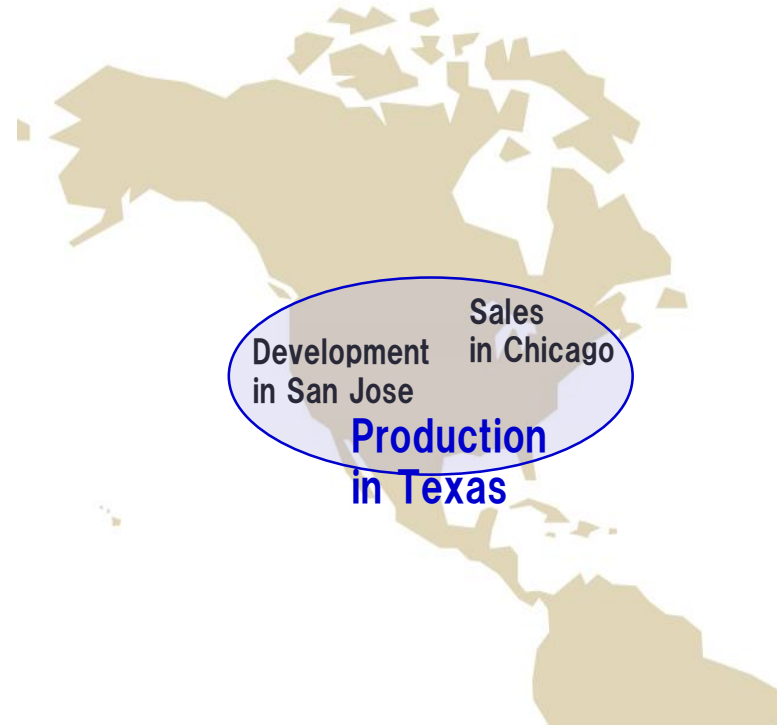 Sales
in Chicago
Development
in San Jose
Production
in Texas